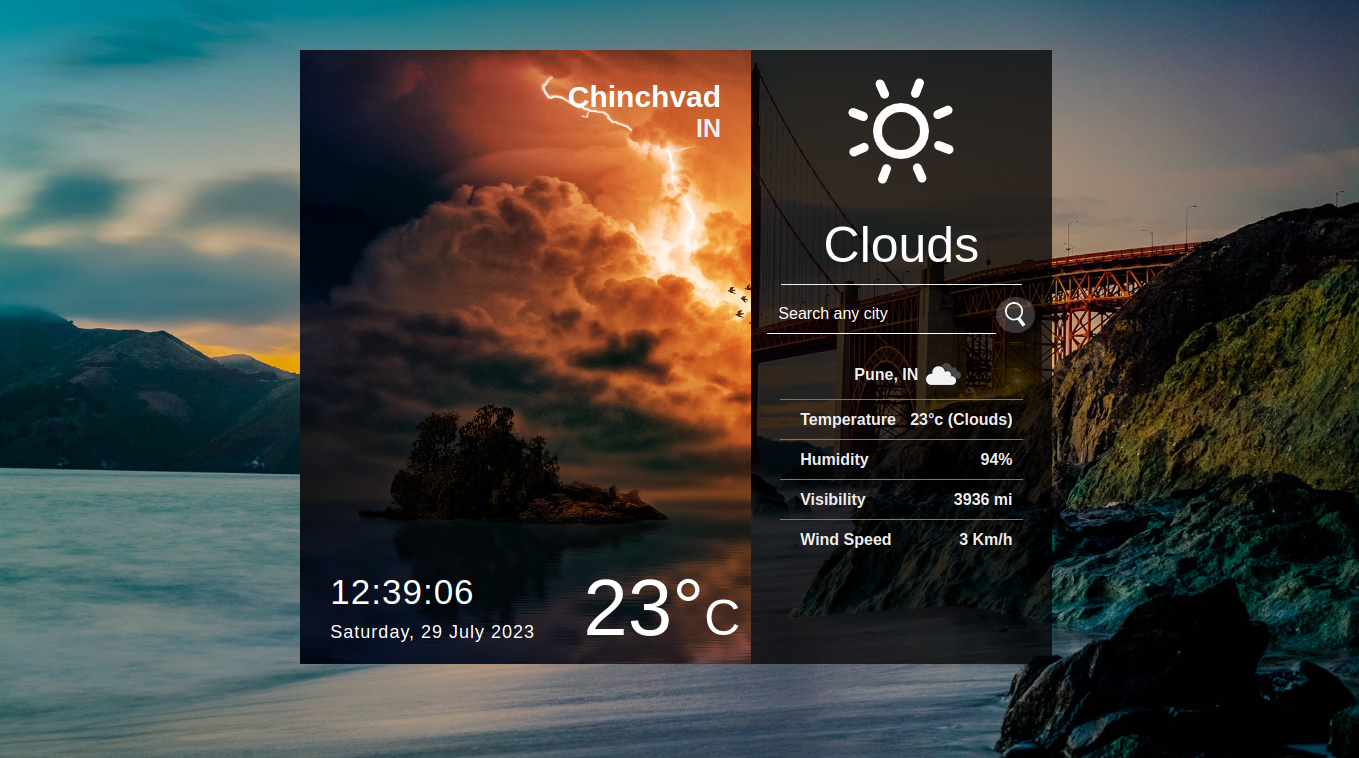 Chinchvad
IN
12:39:06
Saturday, 29 July 2023
23°C
Clouds
Search any city
Pune, IN
Temperature 23°c (Clouds)
Humidity 94%
Visibility 3936 mi
Wind Speed 3 Km/h